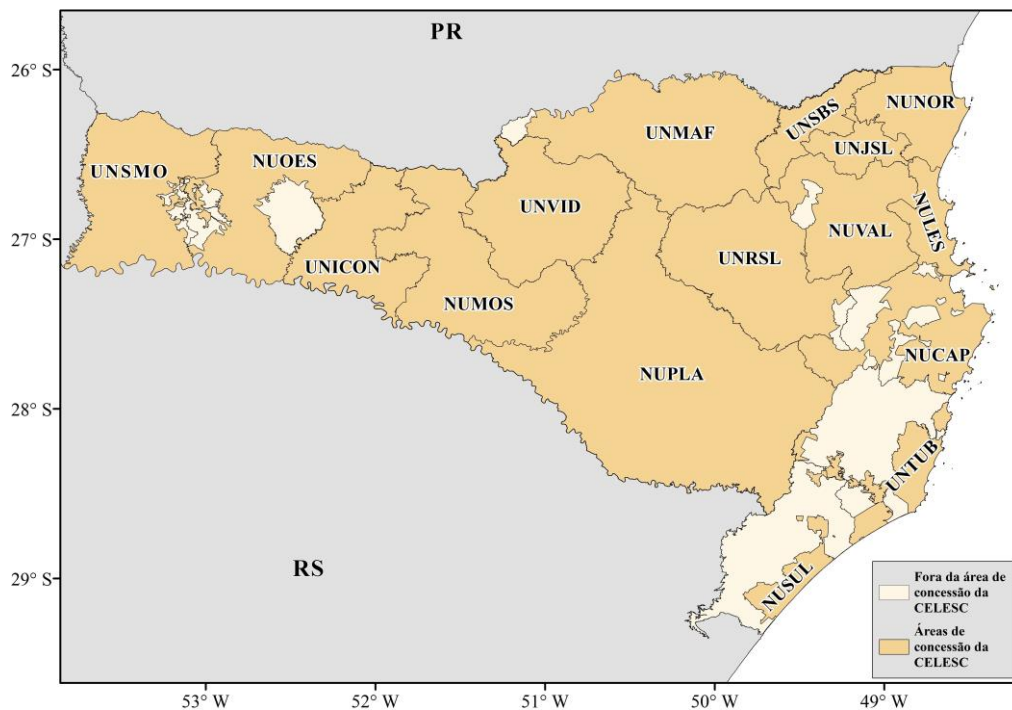 PR
26° S
NUNOR
UNSBS
UNMAF
UNJSL
NUOES
UNSMO
UNVID
NULES
NUVAL
27° S
UNRSL
UNICON
NUMOS
NUCAP
NUPLA
28° S
UNTUB
29° S
RS
NUSUL
Fora da área de
concessão da
CELESC
Áreas de
concessão da
CELESC
53° W
52° W
51° W
50° W
49° W